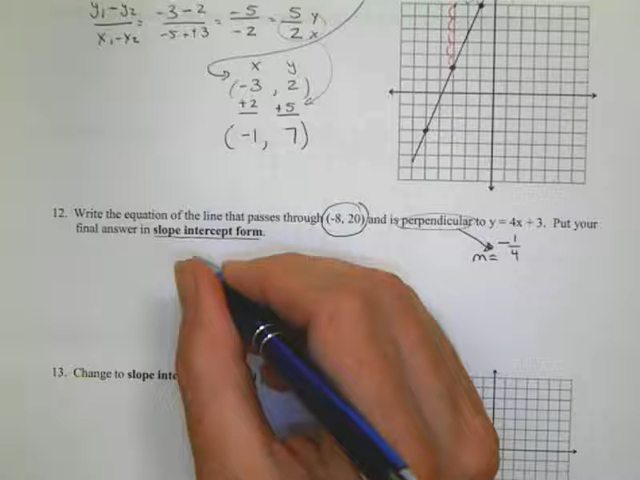 y₁-y₂ / x₁-x₂ = -3-2 / -5+3 = -5 / -2 = 5 / 2 y x
x y
(-3, 2)
+2 +5
(-1, 7)
12. Write the equation of the line that passes through (-8, 20) and is perpendicular to y = 4x + 3. Put your
final answer in slope intercept form.
m= -1/4
13. Change to slope